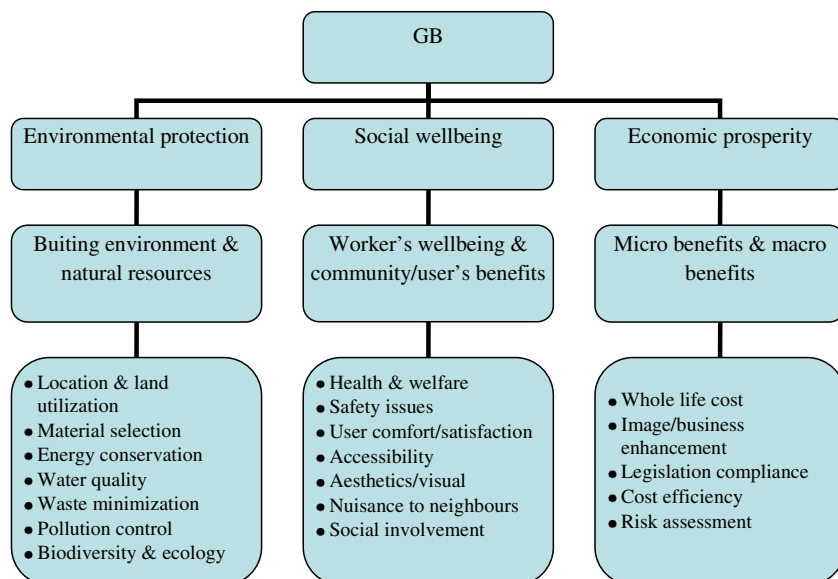 GB
Environmental protection
Social wellbeing
Economic prosperity
Buiting environment &
natural resources
Worker's wellbeing &
community/user's benefits
Micro benefits & macro
benefits
• Location & land
utilization
• Material selection
• Energy conservation
• Water quality
• Waste minimization
• Pollution control
• Biodiversity & ecology
• Health & welfare
• Safety issues
• User comfort/satisfaction
• Accessibility
• Aesthetics/visual
• Nuisance to neighbours
• Social involvement
• Whole life cost
• Image/business
enhancement
• Legislation compliance
• Cost efficiency
• Risk assessment